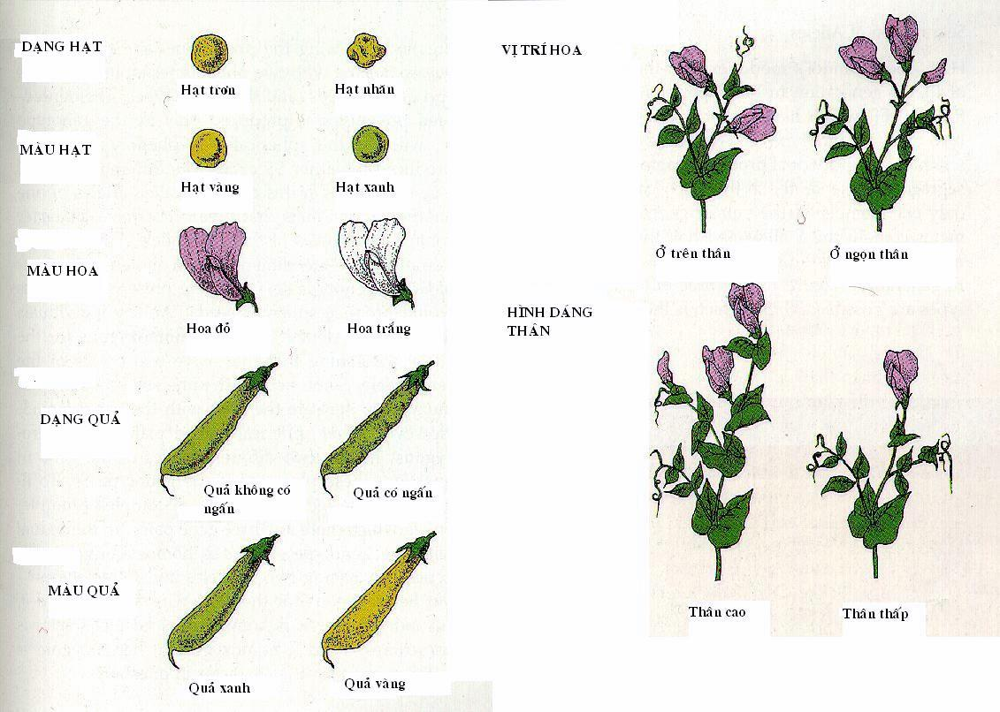 DẠNG HẠT
Hạt trơn
Hạt nhăn
MÀU HẠT
Hạt vàng
Hạt xanh
MÀU HOA
Hoa đỏ
Hoa trắng
DẠNG QUẢ
Quả không có
ngấn
Quả có ngấn
MÀU QUẢ
Quả xanh
Quả vàng
VỊ TRÍ HOA
Ở trên thân
Ở ngọn thân
HÌNH DÁNG
THÂN
Thân cao
Thân thấp